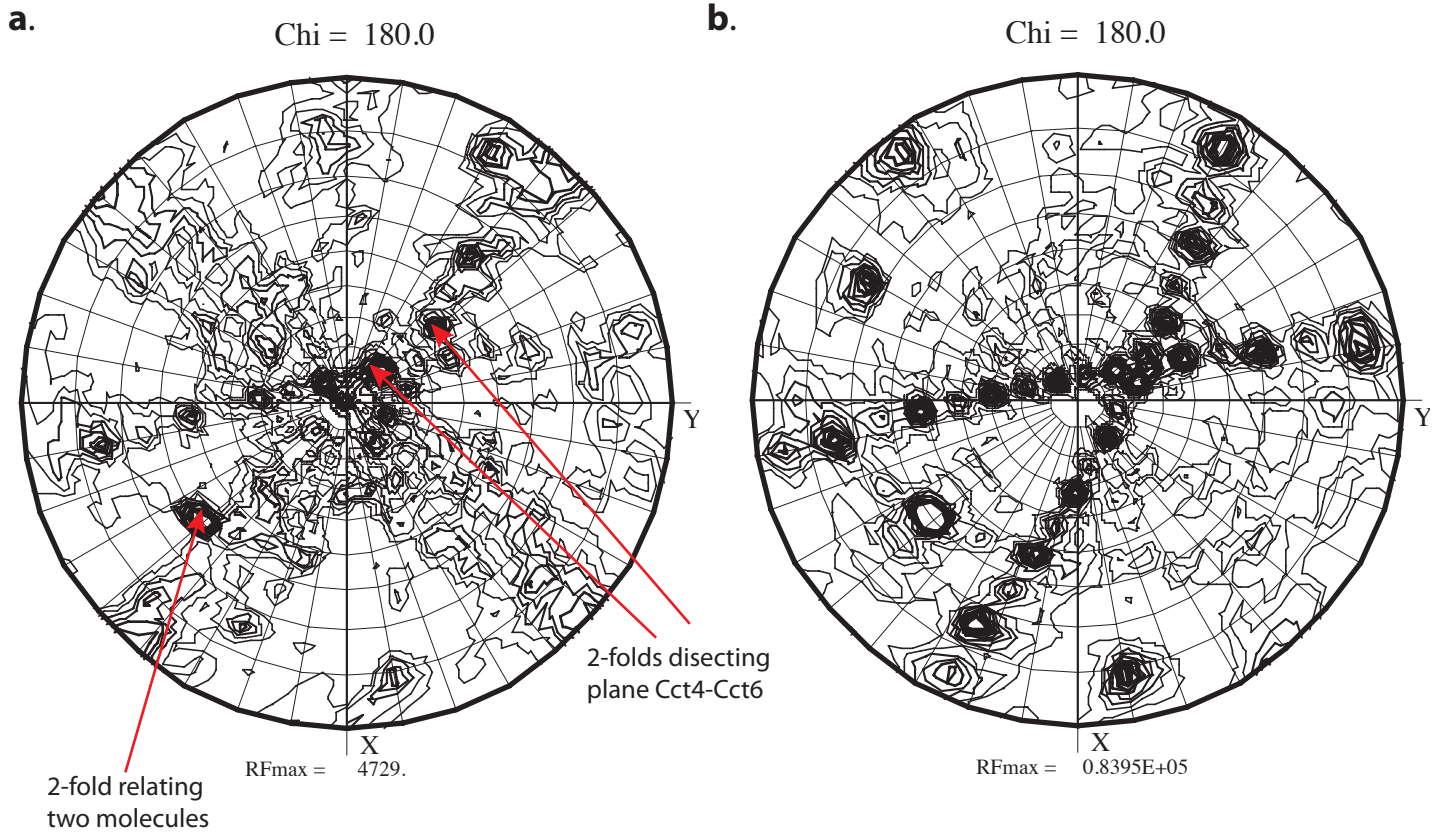 a.
Chi = 180.0
Y
X
RFmax = 4729.
2-fold relating
two molecules
2-folds disecting
plane Cct4-Cct6
b.
Chi = 180.0
Y
X
RFmax = 0.8395E+05